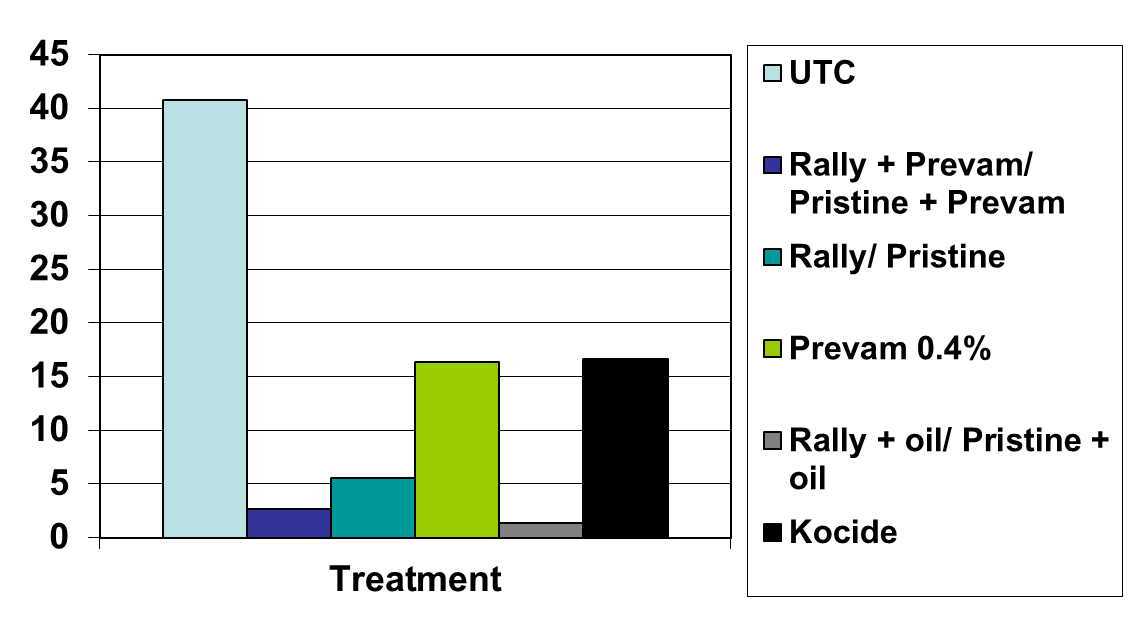 45
40
35
30
25
20
15
10
5
0
Treatment
UTC
Rally + Prevam/
Pristine + Prevam
Rally/ Pristine
Prevam 0.4%
Rally + oil/ Pristine +
oil
Kocide